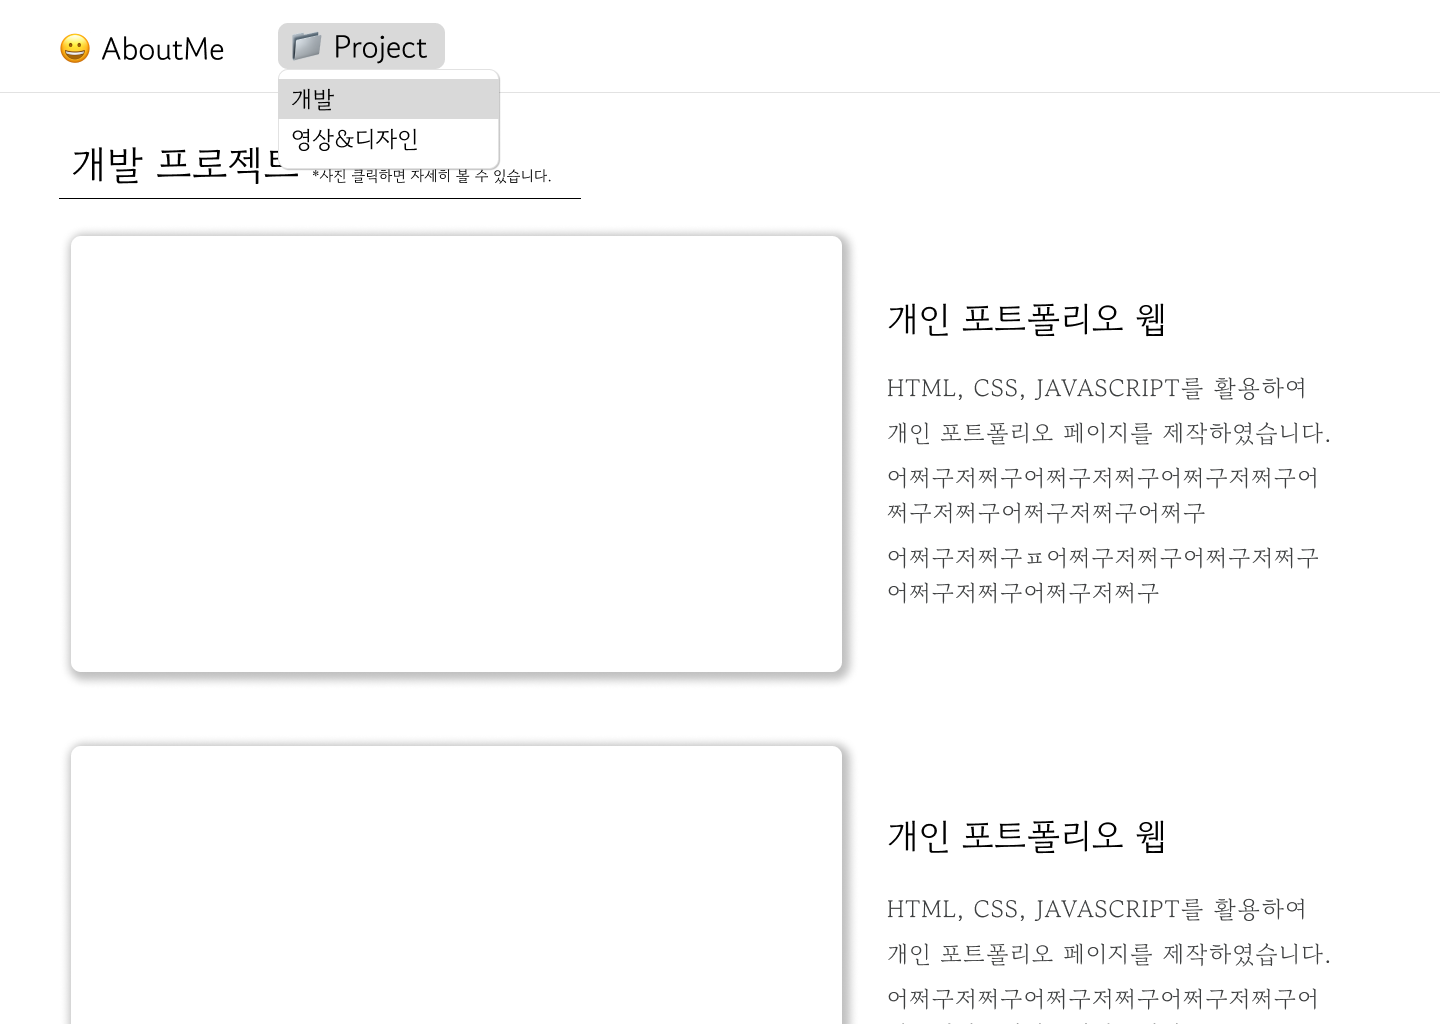 😀 AboutMe
📁 Project
개발
영상&디자인
개발 프로젝트 *사진 클릭하면 자세히 볼 수 있습니다.
개인 포트폴리오 웹
HTML, CSS, JAVASCRIPT를 활용하여
개인 포트폴리오 페이지를 제작하였습니다.
어쩌구저쩌구어쩌구저쩌구어쩌구저쩌구어
쩌구저쩌구어쩌구저쩌구어쩌구
어쩌구저쩌구ㅍ어쩌구저쩌구어쩌구저쩌구
어쩌구저쩌구어쩌구저쩌구
개인 포트폴리오 웹
HTML, CSS, JAVASCRIPT를 활용하여
개인 포트폴리오 페이지를 제작하였습니다.
어쩌구저쩌구어쩌구저쩌구어쩌구저쩌구어